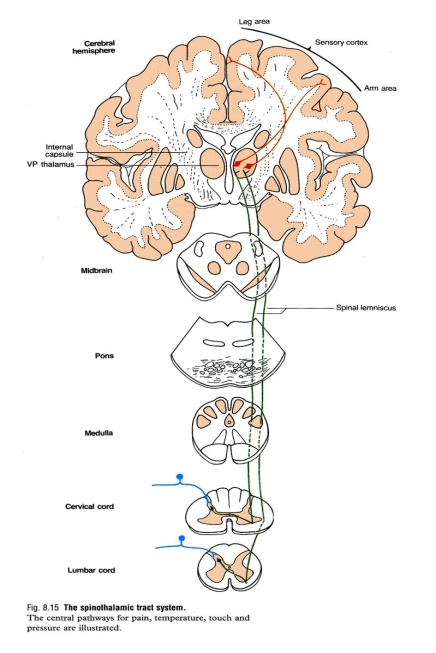 Leg area
Cerebral
hemisphere
Sensory cortex
Arm area
Internal
capsule
VP thalamus
Midbrain
Spinal lemniscus
Pons
Medulla
Cervical cord
Lumbar cord
Fig. 8.15 The spinothalamic tract system.
The central pathways for pain, temperature, touch and
pressure are illustrated.